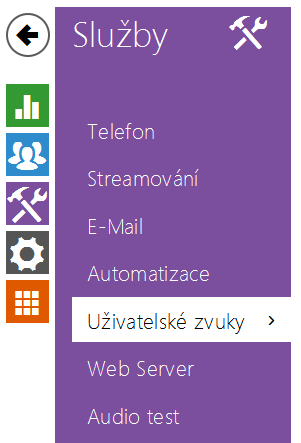 Služby
Telefon
Streamování
E-Mail
Automatizace
Uživatelské zvuky
Web Server
Audio test